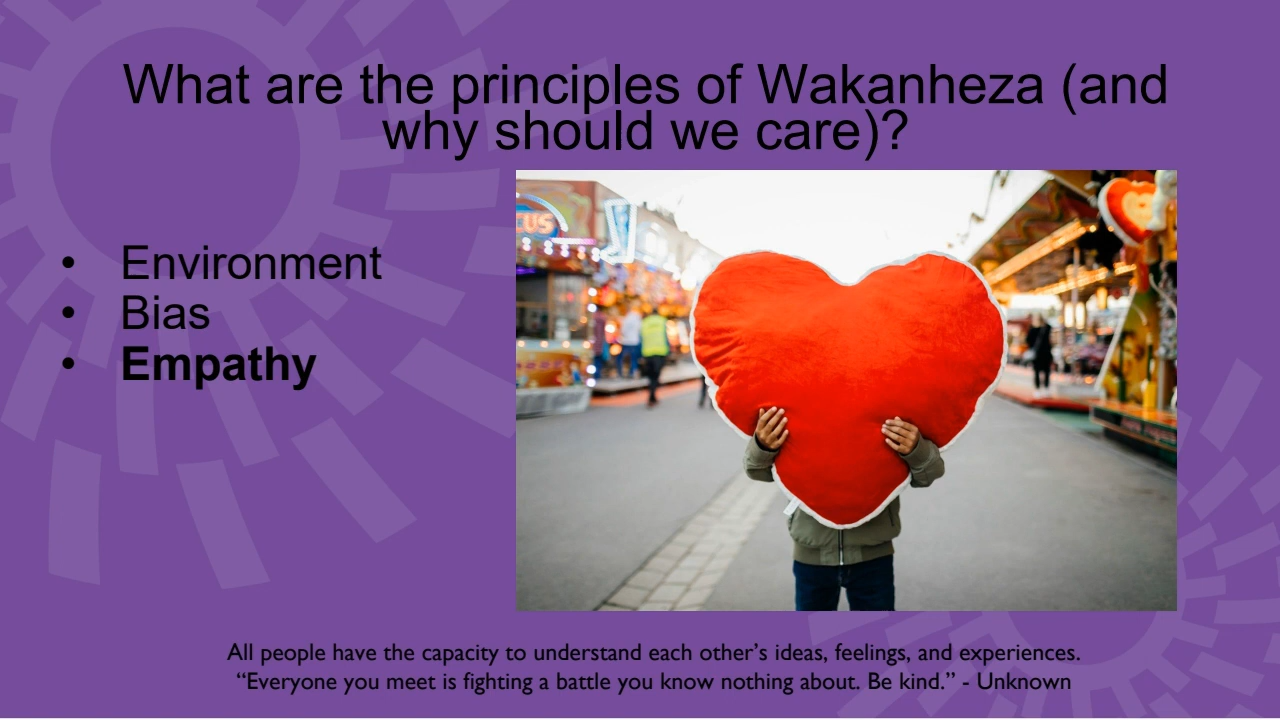 What are the principles of Wakanheza (and
why should we care)?
CUS
• Environment
• Bias
• Empathy
All people have the capacity to understand each other’s ideas, feelings, and experiences.
“Everyone you meet is fighting a battle you know nothing about. Be kind.” - Unknown